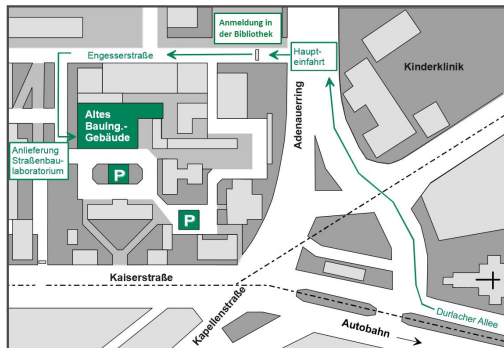 Anmeldung in
der Bibliothek
Engesserstraße
Haupt-
einfahrt
Kinderklinik
Adenauerring
Altes
Bauing.-
Gebäude
Anlieferung
Straßenbau-
laboratorium
P
P
Kaiserstraße
Kapellenstraße
Durlacher Allee
Autobahn